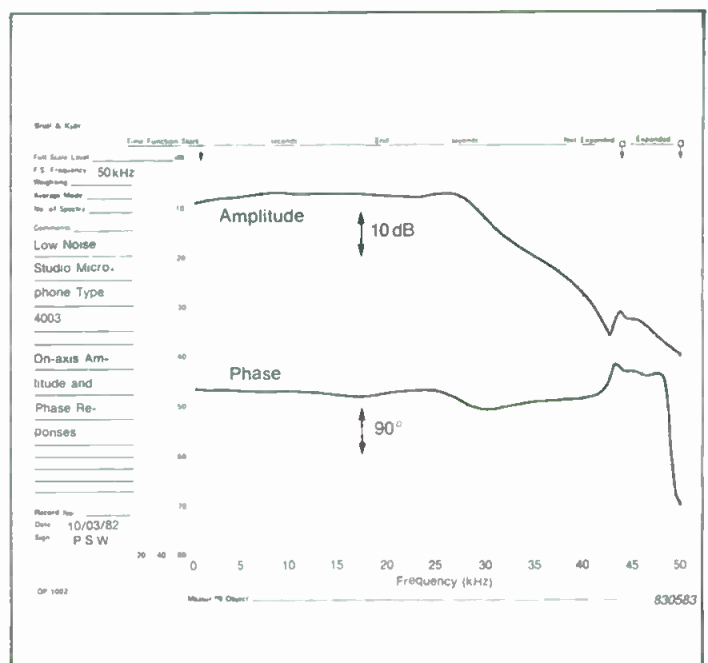 Brüel & Kjær
Time Function Start seconds End seconds Not Expanded Expanded
Full Scale Level dB
F.S. Frequency 50 kHz
Weighting
Average Mode
No. of Spectra
Comments:
Low Noise
Studio Micro-
phone Type
4003
On-axis Am-
litude and
Phase Re-
ponses
Record No.
Date 10/03/82
Sign P S W
QP 1002
10
20
30
40
50
60
70
20 40 80
Amplitude
10 dB
Phase
90°
0 5 10 15 20 25 30 35 40 45 50
Frequency (kHz)
Object
830583